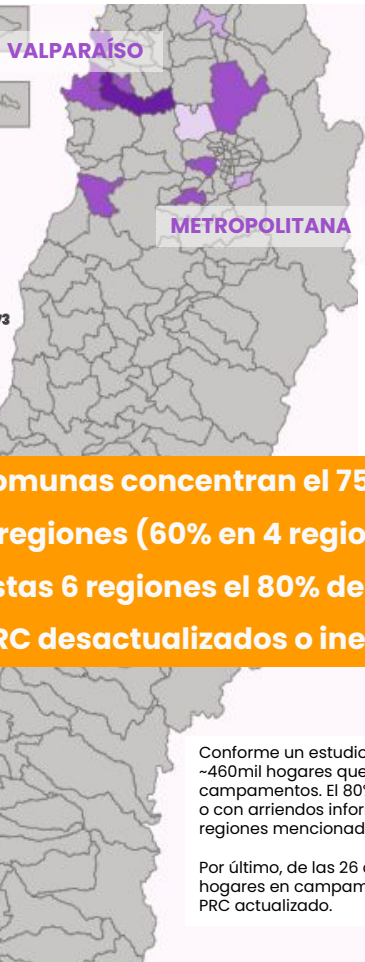 VALPARAÍSO
METROPOLITANA
omunas concentran el 75
regiones (60% en 4 regio
stas 6 regiones el 80% de
RC desactualizados o ine
Conforme un estudio
~460mil hogares que
campamentos. El 80%
o con arriendos infor
regiones mencionad
Por último, de las 26
hogares en campam
PRC actualizado.